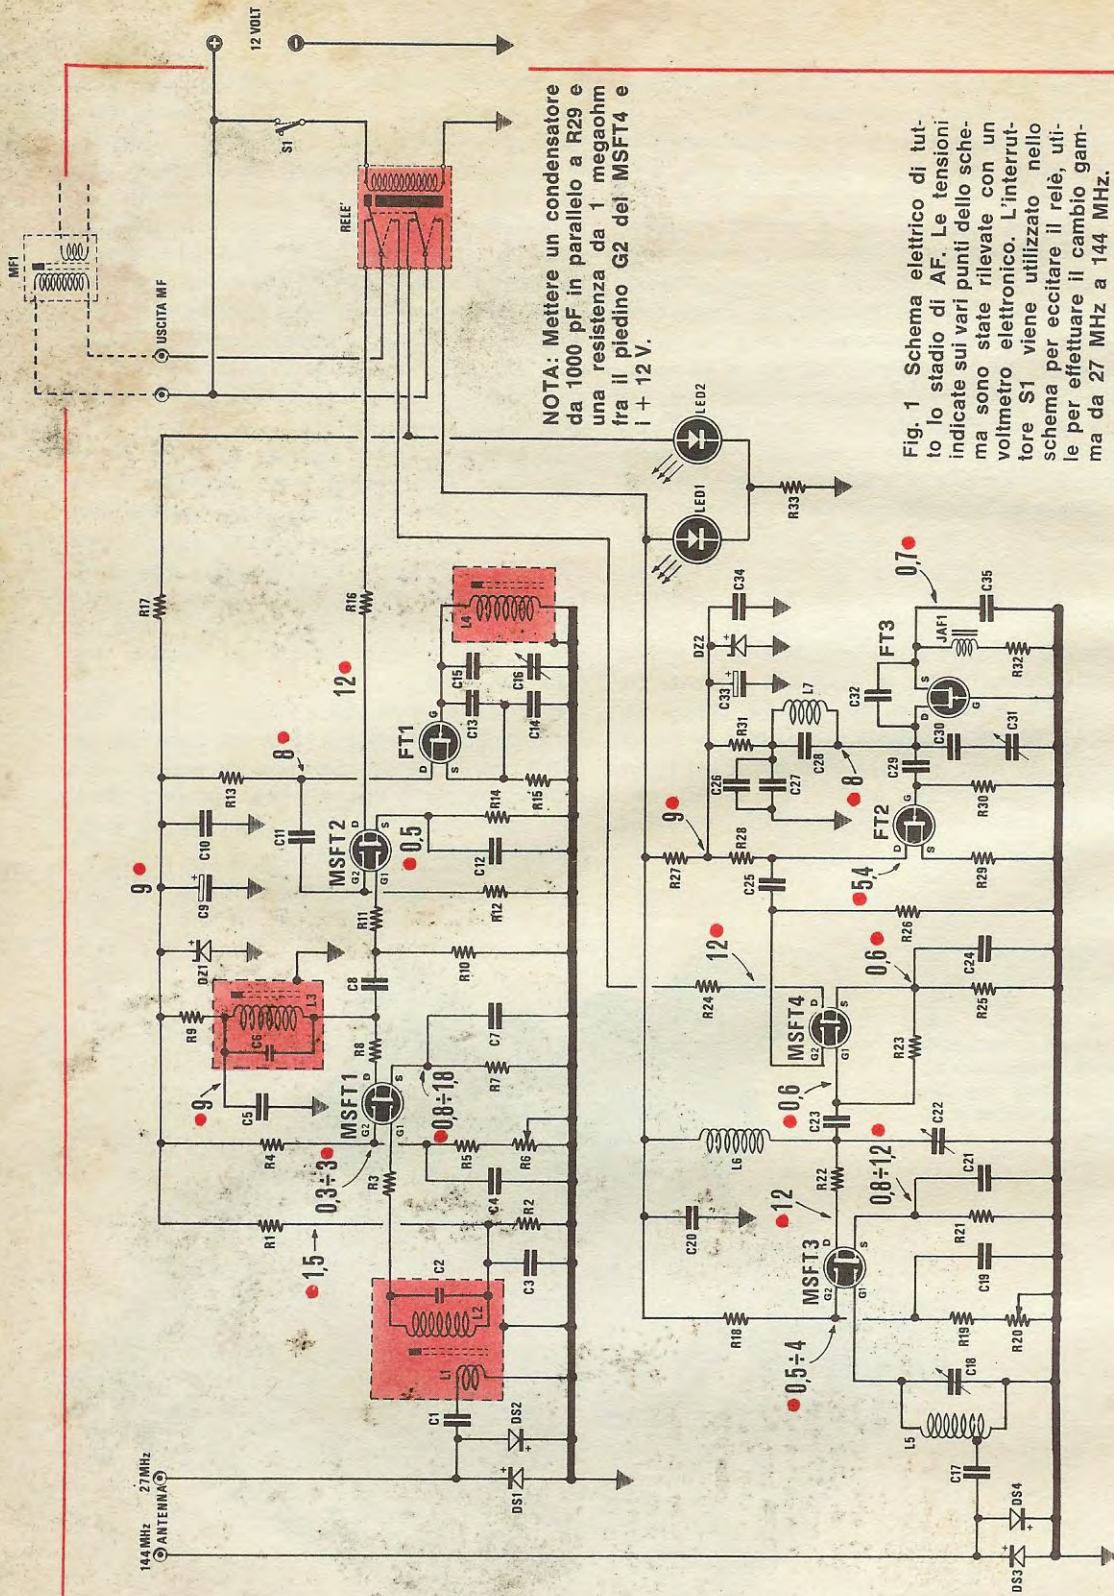 144 MHz
27 MHz
ANTENNA
MF1
USCITA MF
12 VOLT
S1
RELE'
NOTA: Mettere un condensatore
da 1000 pF in parallelo a R29 e
una resistenza da 1 megaohm
fra il piedino G2 del MSFT4 e
i + 12 V.
Fig. 1 Schema elettrico di tut-
to lo stadio di AF. Le tensioni
indicate sui vari punti dello sche-
ma sono state rilevate con un
voltmetro elettronico. L'interrut-
tore S1 viene utilizzato nello
schema per eccitare il relè, uti-
le per effettuare il cambio gam-
ma da 27 MHz a 144 MHz.
DS1
DS2
C1
L1
L2
C2
C3
R1
1,5
R2
R3
0,3÷3
R4
C4
R5
R6
MSFT1
G2
G1
D
S
0,8÷1,8
R7
C7
9
C5
C6
L3
R8
R9
DZ1
C8
R10
9
C9
C10
R11
R12
C11
MSFT2
G2
G1
D
S
0,5
C12
R13
8
R14
R15
FT1
D
S
G
C13
C14
C15
C16
L4
12
R16
R17
DS3
DS4
C17
L5
C18
R18
0,5÷4
R19
R20
C19
MSFT3
G2
G1
D
S
12
C20
R21
C21
0,8÷1,2
R22
C22
L6
C23
0,6
MSFT4
G2
G1
D
S
R23
R24
12
0,6
R25
C24
R26
R27
9
R28
C25
5,4
FT2
D
S
G
R29
R30
C26
C27
C28
L7
8
R31
C29
C30
C31
C32
C33
DZ2
C34
FT3
D
S
G
0,7
JAF1
R32
C35
LED1
LED2
R33